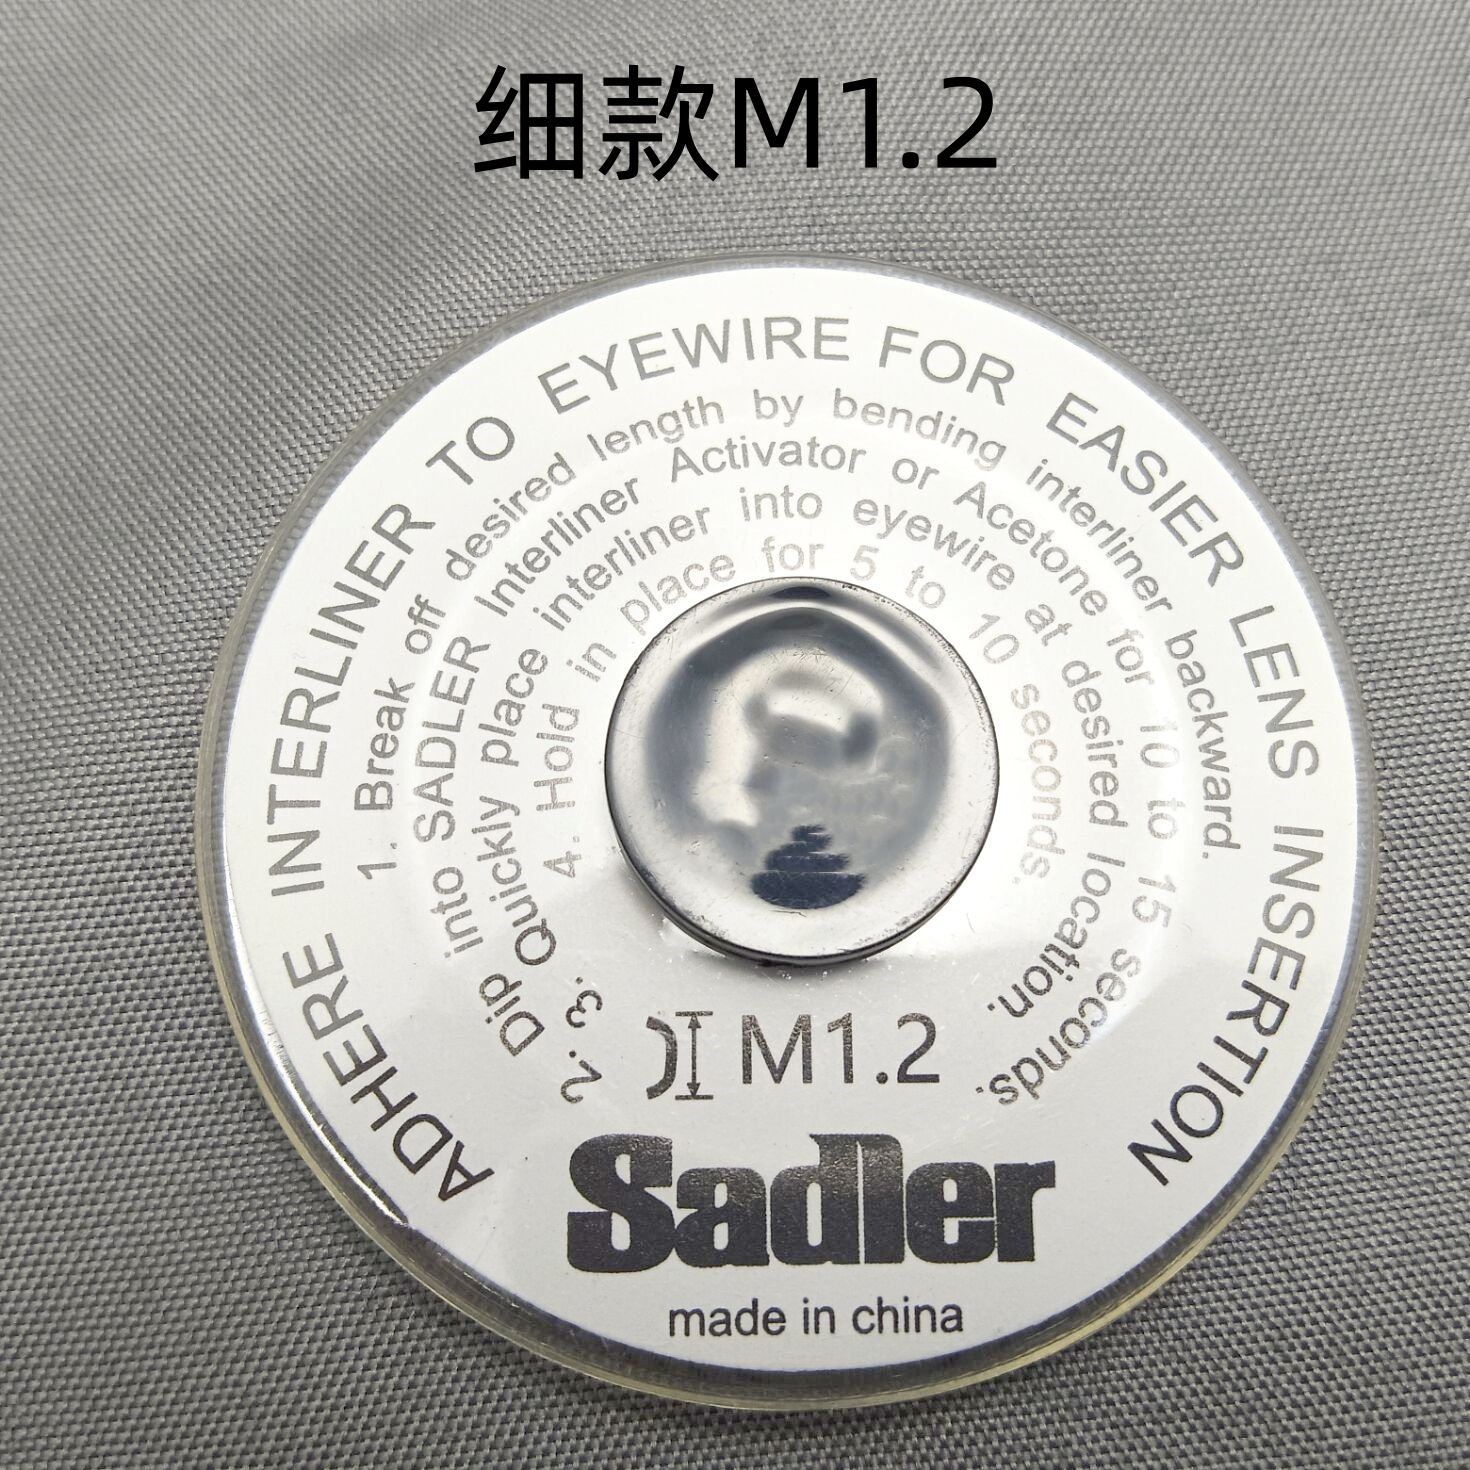 细款M1.2
ADHERE INTERLINER TO EYEWIRE FOR EASIER LENS INSERTION
1. Break off desired length by bending interliner backward.
2. Dip into SADLER Interliner Activator or Acetone for 10 to 15 seconds.
3. Quickly place interliner into eyewire at desired location.
4. Hold in place for 5 to 10 seconds.
M1.2
Sadler
made in china